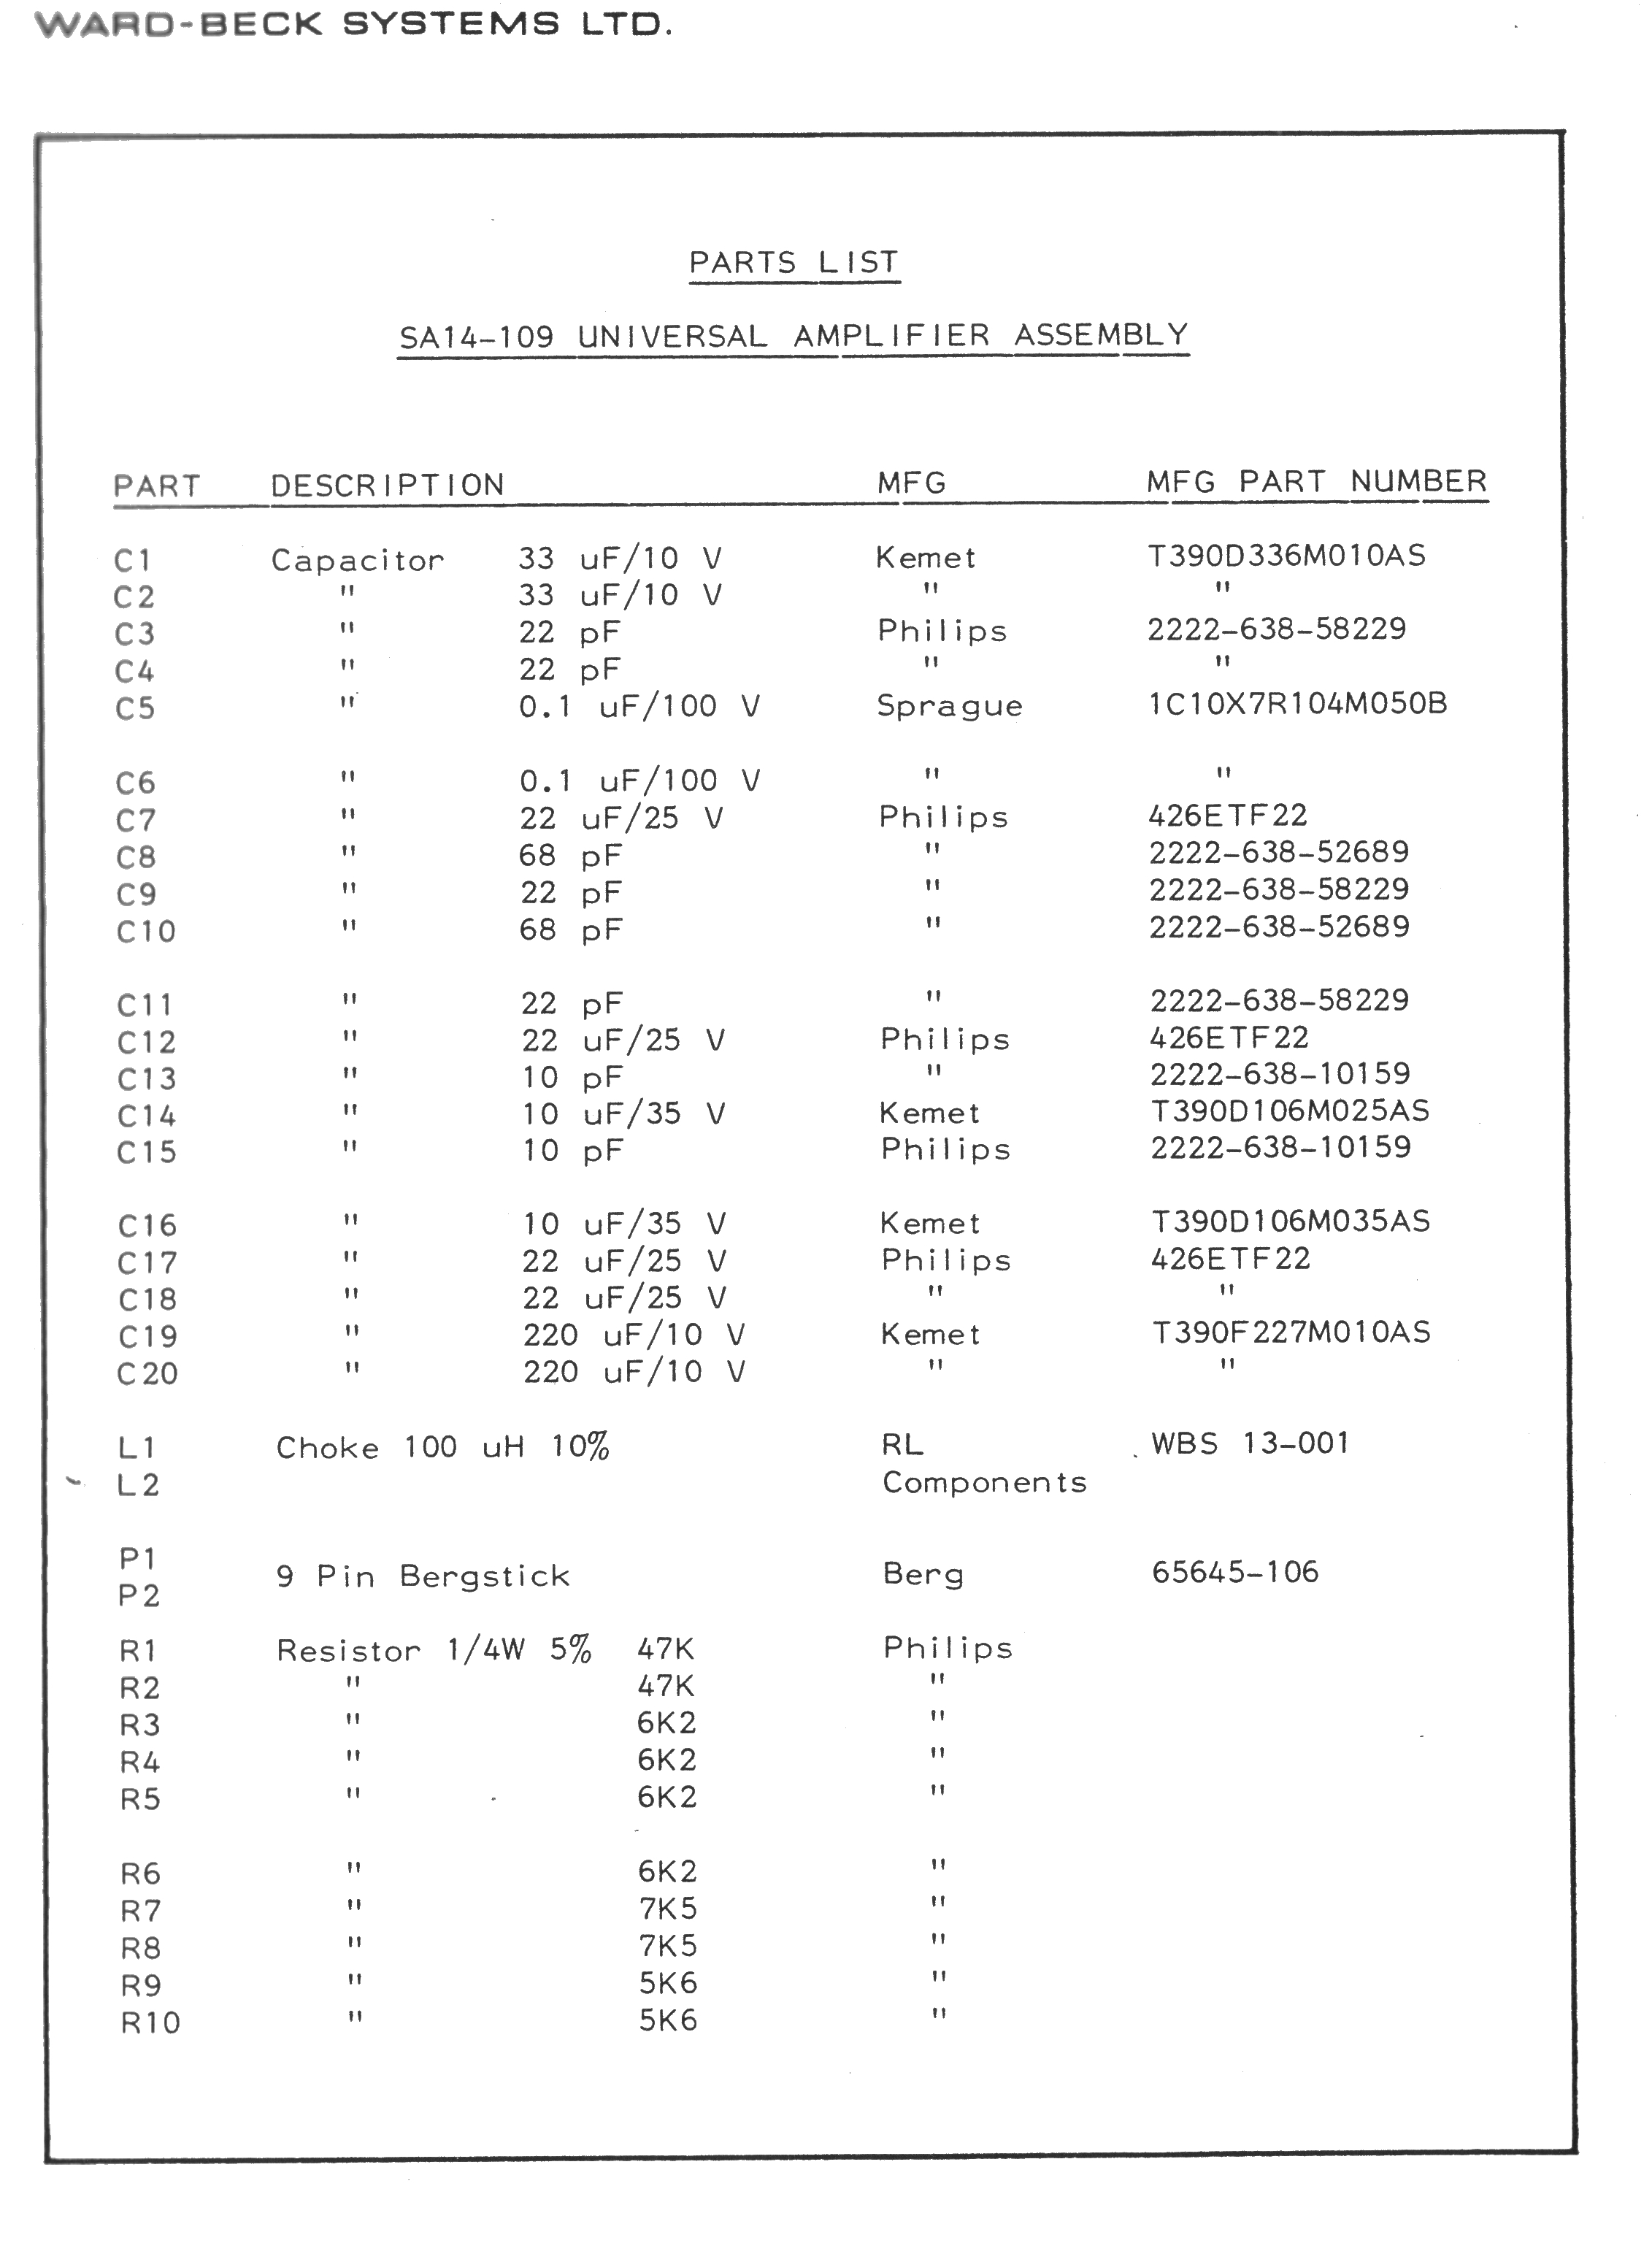 WARD-BECK SYSTEMS LTD.
PARTS LIST
SA14-109 UNIVERSAL AMPLIFIER ASSEMBLY
PART DESCRIPTION MFG MFG PART NUMBER
C1 Capacitor 33 uF/10 V Kemet T390D336M010AS
C2 " 33 uF/10 V " "
C3 " 22 pF Philips 2222-638-58229
C4 " 22 pF " "
C5 " 0.1 uF/100 V Sprague 1C10X7R104M050B
C6 " 0.1 uF/100 V " "
C7 " 22 uF/25 V Philips 426ETF22
C8 " 68 pF " 2222-638-52689
C9 " 22 pF " 2222-638-58229
C10 " 68 pF " 2222-638-52689
C11 " 22 pF " 2222-638-58229
C12 " 22 uF/25 V Philips 426ETF22
C13 " 10 pF " 2222-638-10159
C14 " 10 uF/35 V Kemet T390D106M025AS
C15 " 10 pF Philips 2222-638-10159
C16 " 10 uF/35 V Kemet T390D106M035AS
C17 " 22 uF/25 V Philips 426ETF22
C18 " 22 uF/25 V " "
C19 " 220 uF/10 V Kemet T390F227M010AS
C20 " 220 uF/10 V " "
L1 Choke 100 uH 10% RL WBS 13-001
L2 Components
P1
9 Pin Bergstick Berg 65645-106
P2
R1 Resistor 1/4W 5% 47K Philips
R2 " 47K "
R3 " 6K2 "
R4 " 6K2 "
R5 " 6K2 "
R6 " 6K2 "
R7 " 7K5 "
R8 " 7K5 "
R9 " 5K6 "
R10 " 5K6 "